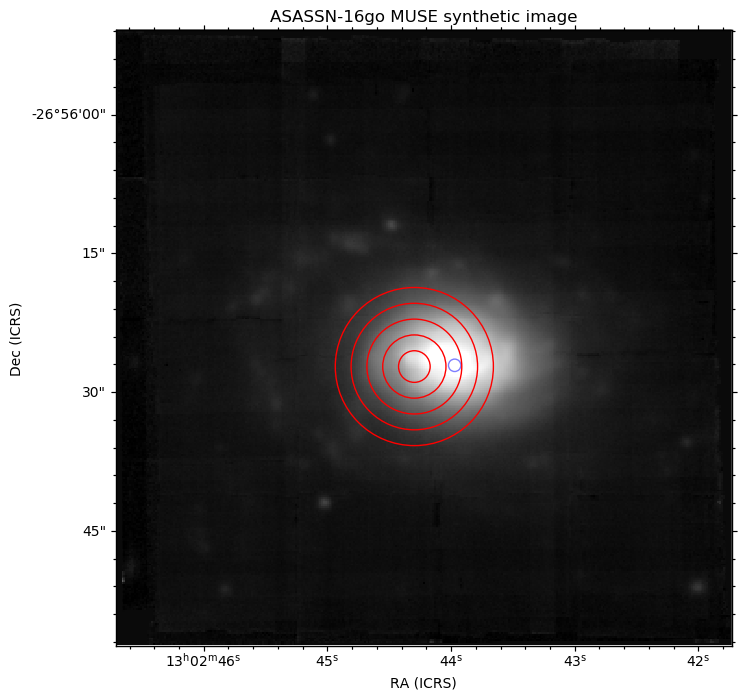 ASASSN-16go MUSE synthetic image
-26°56'00"
15"
30"
45"
Dec (ICRS)
13ʰ02ᵐ46ˢ 45ˢ 44ˢ 43ˢ 42ˢ
RA (ICRS)